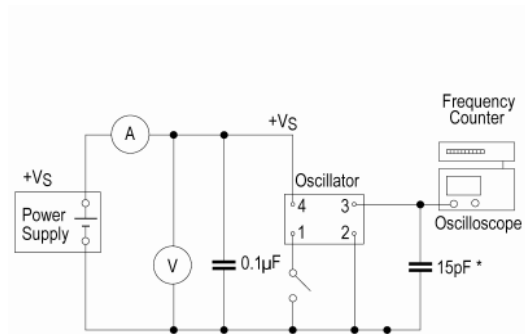 Frequency
Counter
+VS
A
Oscillator
+VS
Power
Supply
4 3
1 2
Oscilloscope
V
0.1µF
15pF *